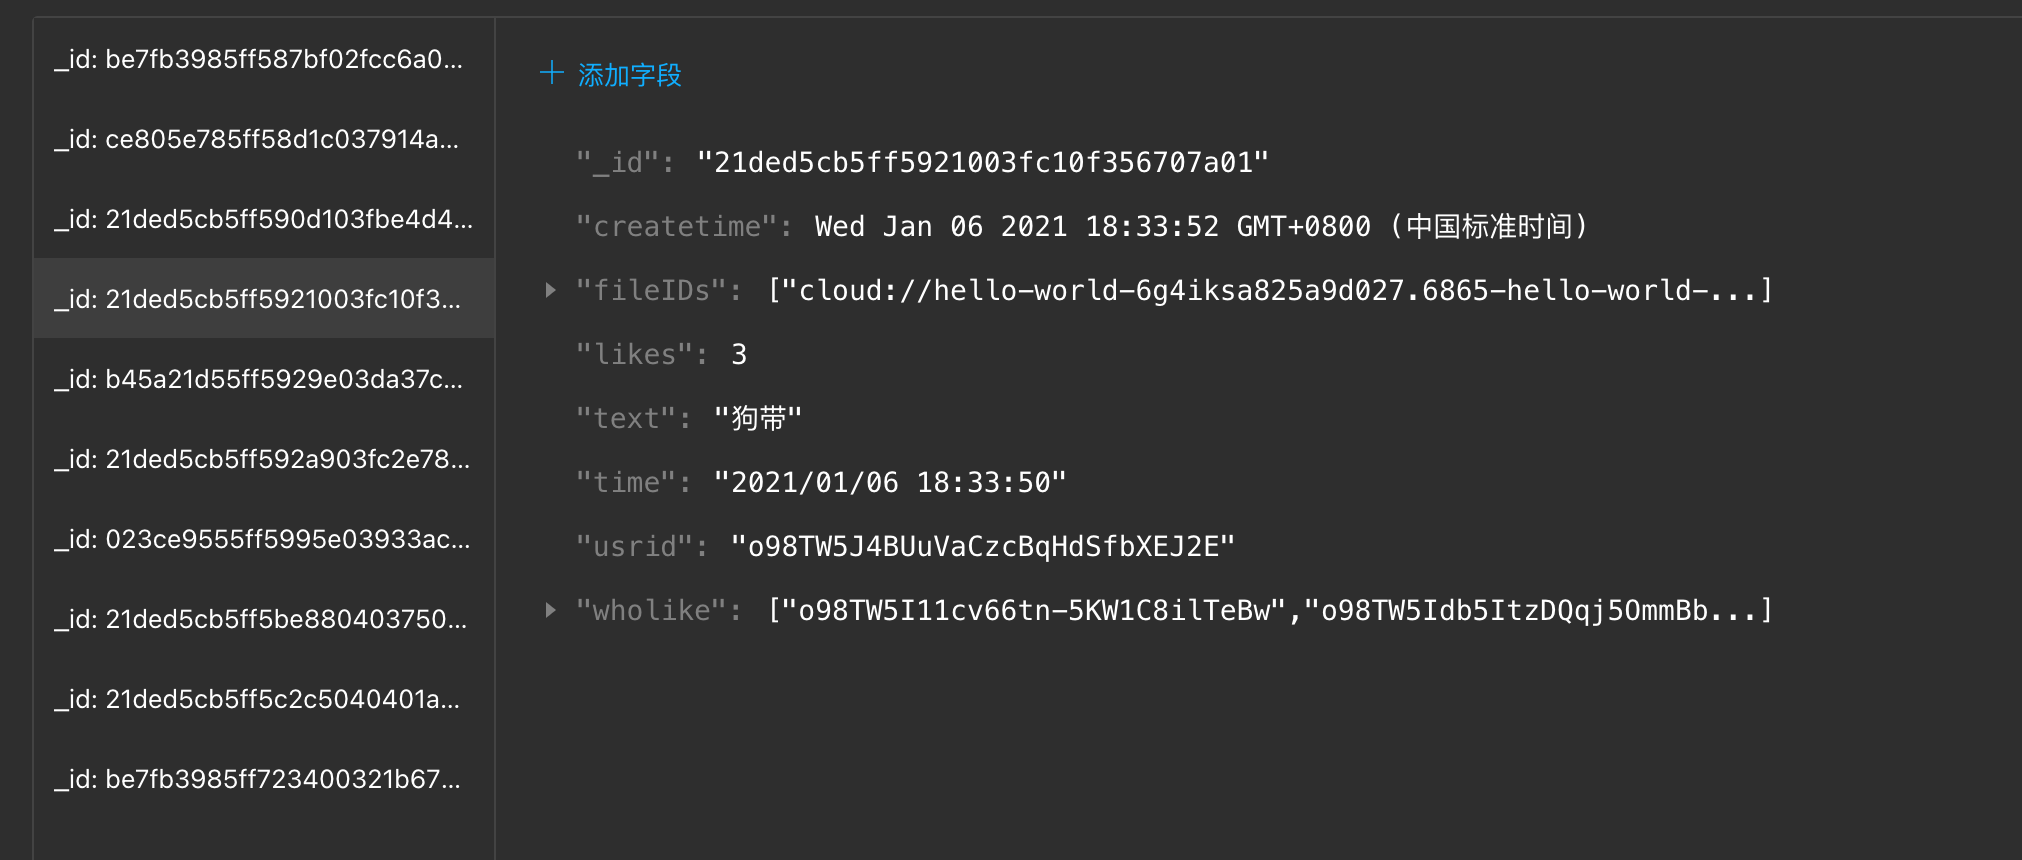 _id: be7fb3985ff587bf02fcc6a0...
_id: ce805e785ff58d1c037914a...
_id: 21ded5cb5ff590d103fbe4d4...
_id: 21ded5cb5ff5921003fc10f3...
_id: b45a21d55ff5929e03da37c...
_id: 21ded5cb5ff592a903fc2e78...
_id: 023ce9555ff5995e03933ac...
_id: 21ded5cb5ff5be880403750...
_id: 21ded5cb5ff5c2c5040401a...
_id: be7fb3985ff723400321b67...
添加字段
"_id": "21ded5cb5ff5921003fc10f356707a01"
"createtime": Wed Jan 06 2021 18:33:52 GMT+0800 (中国标准时间)
"fileIDs": ["cloud://hello-world-6g4iksa825a9d027.6865-hello-world-...]
"likes": 3
"text": "狗带"
"time": "2021/01/06 18:33:50"
"usrid": "o98TW5J4BUuVaCzcBqHdSfbXEJ2E"
"wholike": ["o98TW5I11cv66tn-5KW1C8ilTeBw","o98TW5Idb5ItzDQqj5OmmBb...]